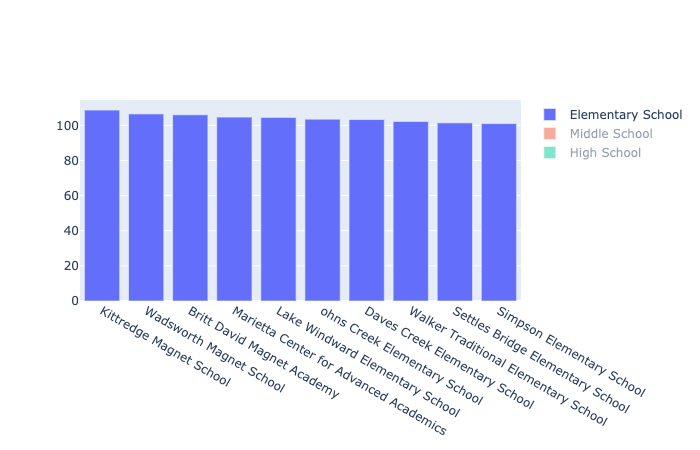 Elementary School
Middle School
High School
100
80
60
40
20
0
Kittredge Magnet School
Wadsworth Magnet School
Britt David Magnet Academy
Marietta Center for Advanced Academics
Lake Windward Elementary School
ohns Creek Elementary School
Daves Creek Elementary School
Walker Traditional Elementary School
Settles Bridge Elementary School
Simpson Elementary School